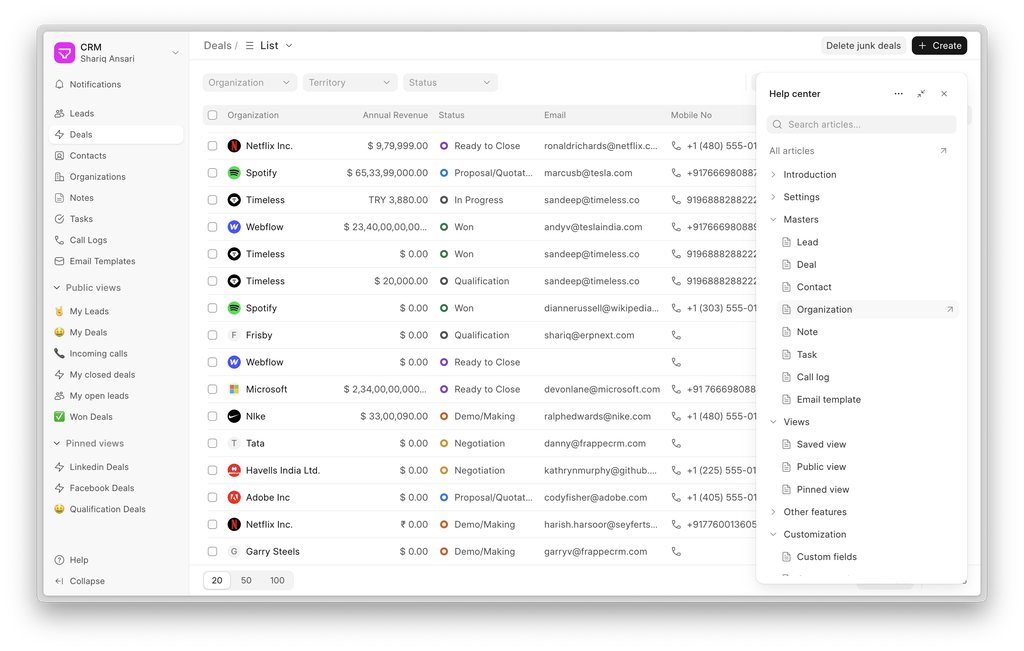 CRM
Shariq Ansari
Notifications
Leads
Deals
Contacts
Organizations
Notes
Tasks
Call Logs
Email Templates
Public views
My Leads
My Deals
Incoming calls
My closed deals
My open leads
Won Deals
Pinned views
Linkedin Deals
Facebook Deals
Qualification Deals
Help
Collapse
Deals / List
Delete junk deals
+ Create
Organization Territory Status
Organization Annual Revenue Status Email Mobile No
Netflix Inc. $ 9,79,999.00 Ready to Close ronaldrichards@netflix.c... +1 (480) 555-01
Spotify $ 65,33,99,000.00 Proposal/Quotat... marcusb@tesla.com +917666980887
Timeless TRY 3,880.00 In Progress sandeep@timeless.co 9196888288222
Webflow $ 23,40,00,00,00... Won andyv@teslaindia.com +9176669808
Timeless $ 0.00 Won sandeep@timeless.co 9196888288222
Timeless $ 20,000.00 Qualification sandeep@timeless.co 9196888288222
Spotify $ 0.00 Won diannerussell@wikipedia... +1 (303) 555-01
F Frisby $ 0.00 Qualification shariq@erpnext.com
Webflow $ 0.00 Ready to Close
Microsoft $ 2,34,00,00,000... Ready to Close devonlane@microsoft.com +91 766698088
NIke $ 33,00,090.00 Demo/Making ralphedwards@nike.com +1 (480) 555-01
T Tata $ 0.00 Negotiation danny@frappecrm.com
Havells India Ltd. $ 0.00 Negotiation kathrynmurphy@github.... +1 (225) 555-01
Adobe Inc $ 0.00 Proposal/Quotat... codyfisher@adobe.com +1 (405) 555-01
Netflix Inc. ₹ 0.00 Demo/Making harish.harsoor@seyferts... +917760013605
G Garry Steels $ 0.00 Demo/Making garryv@frappecrm.com
20 50 100
Help center
Search articles...
All articles
Introduction
Settings
Masters
Lead
Deal
Contact
Organization
Note
Task
Call log
Email template
Views
Saved view
Public view
Pinned view
Other features
Customization
Custom fields